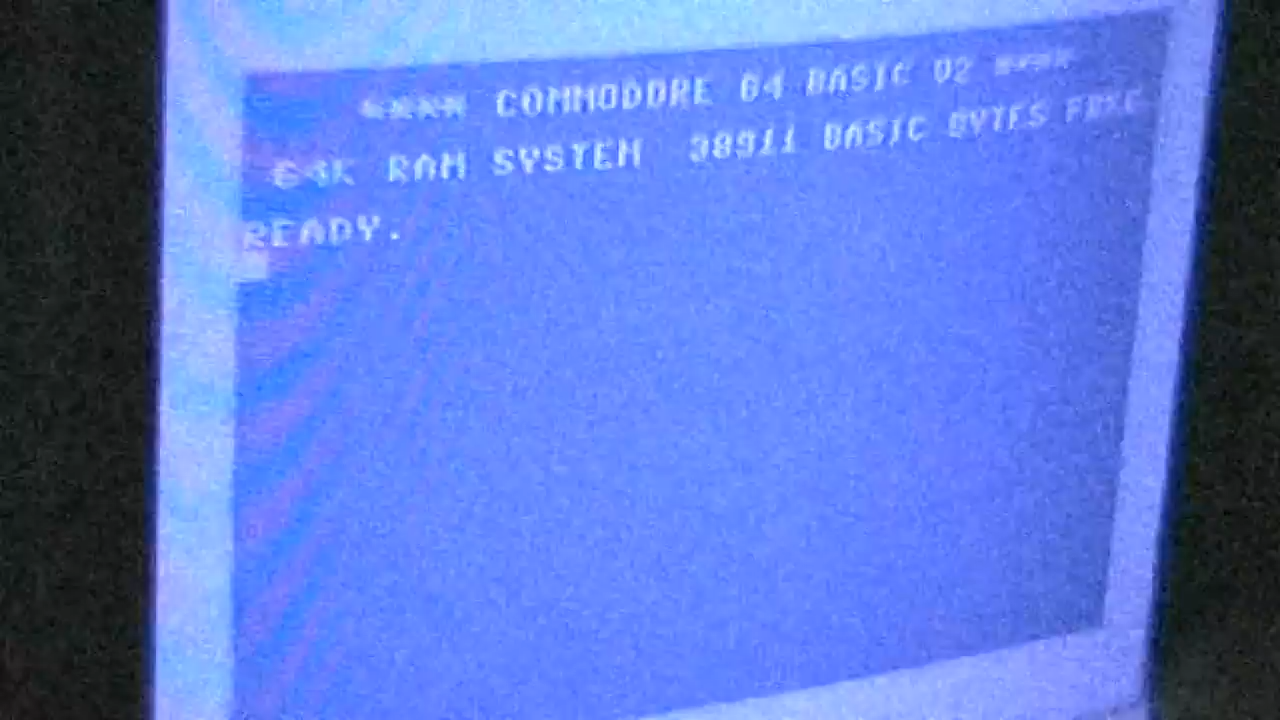 **** COMMODORE 64 BASIC V2 ****
64K RAM SYSTEM 38911 BASIC BYTES FREE
READY.